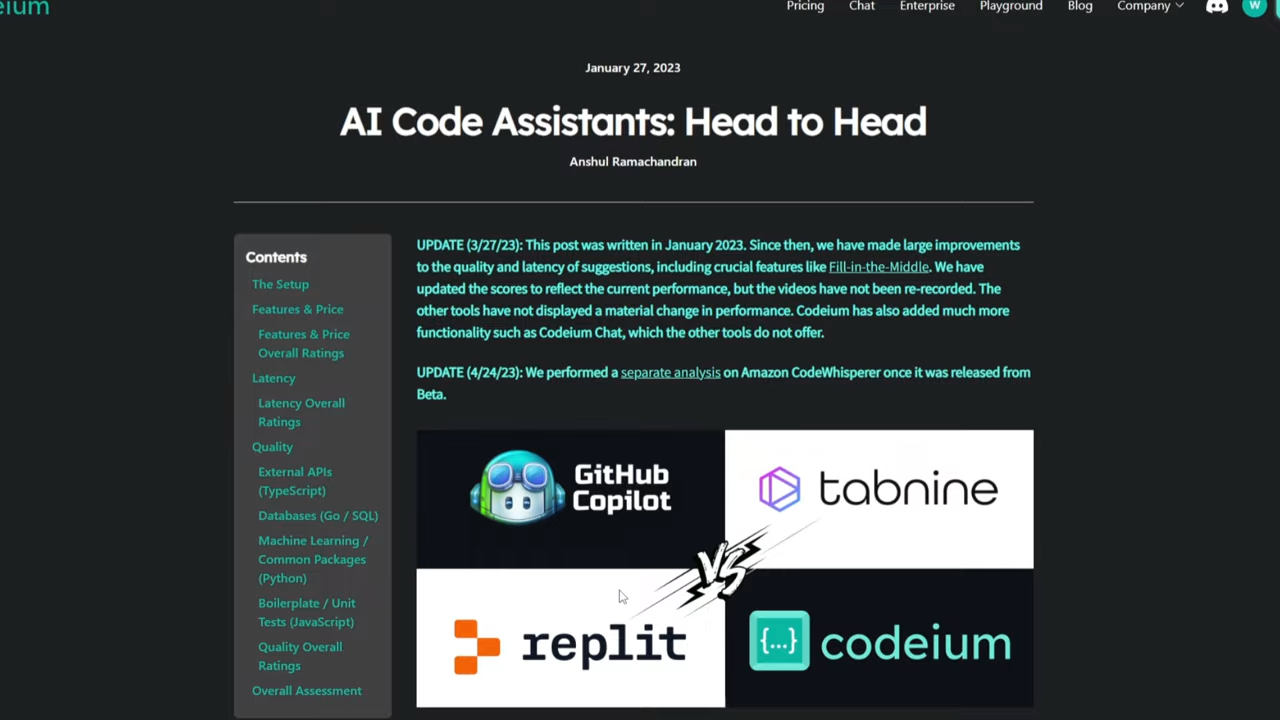 eium
Pricing Chat Enterprise Playground Blog Company W
January 27, 2023
AI Code Assistants: Head to Head
Anshul Ramachandran
Contents
The Setup
Features & Price
Features & Price
Overall Ratings
Latency
Latency Overall
Ratings
Quality
External APIs
(TypeScript)
Databases (Go / SQL)
Machine Learning /
Common Packages
(Python)
Boilerplate / Unit
Tests (JavaScript)
Quality Overall
Ratings
Overall Assessment
UPDATE (3/27/23): This post was written in January 2023. Since then, we have made large improvements
to the quality and latency of suggestions, including crucial features like Fill-in-the-Middle. We have
updated the scores to reflect the current performance, but the videos have not been re-recorded. The
other tools have not displayed a material change in performance. Codeium has also added much more
functionality such as Codeium Chat, which the other tools do not offer.
UPDATE (4/24/23): We performed a separate analysis on Amazon CodeWhisperer once it was released from
Beta.
GitHub
Copilot
tabnine
VS
replit
{...} codeium